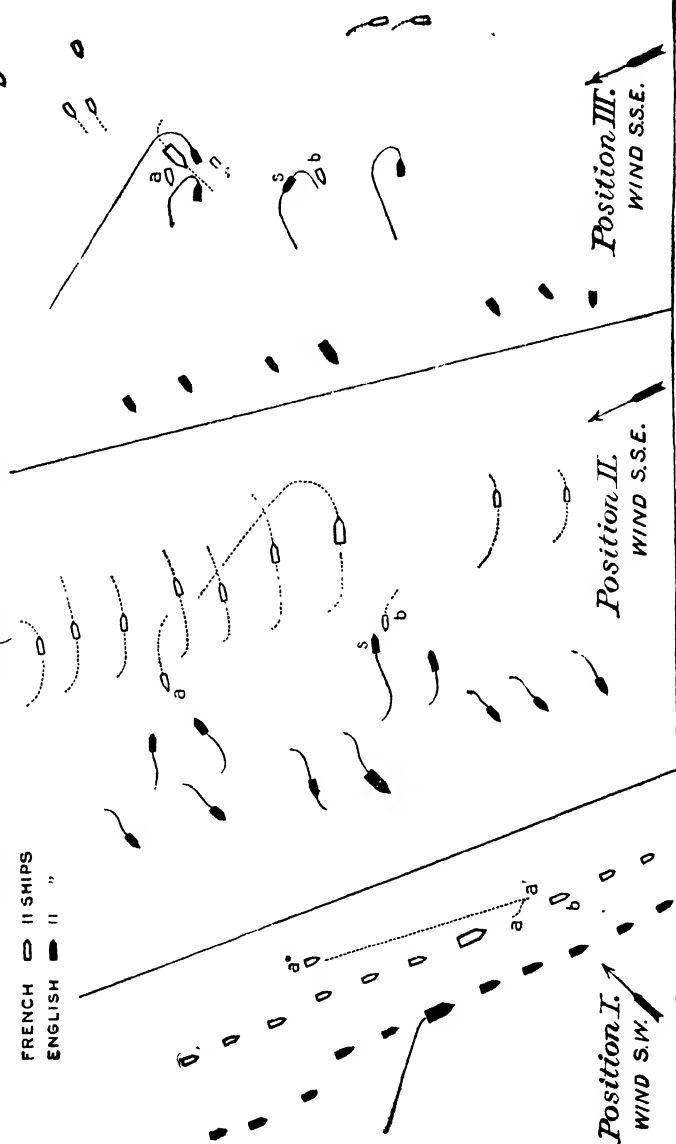 FRENCH 11 SHIPS
ENGLISH 11 "
Position I.
WIND S.W.
a
a
a'
b
Position II.
WIND S.S.E.
a
s
b
Position III.
WIND S.S.E.
a
s
b